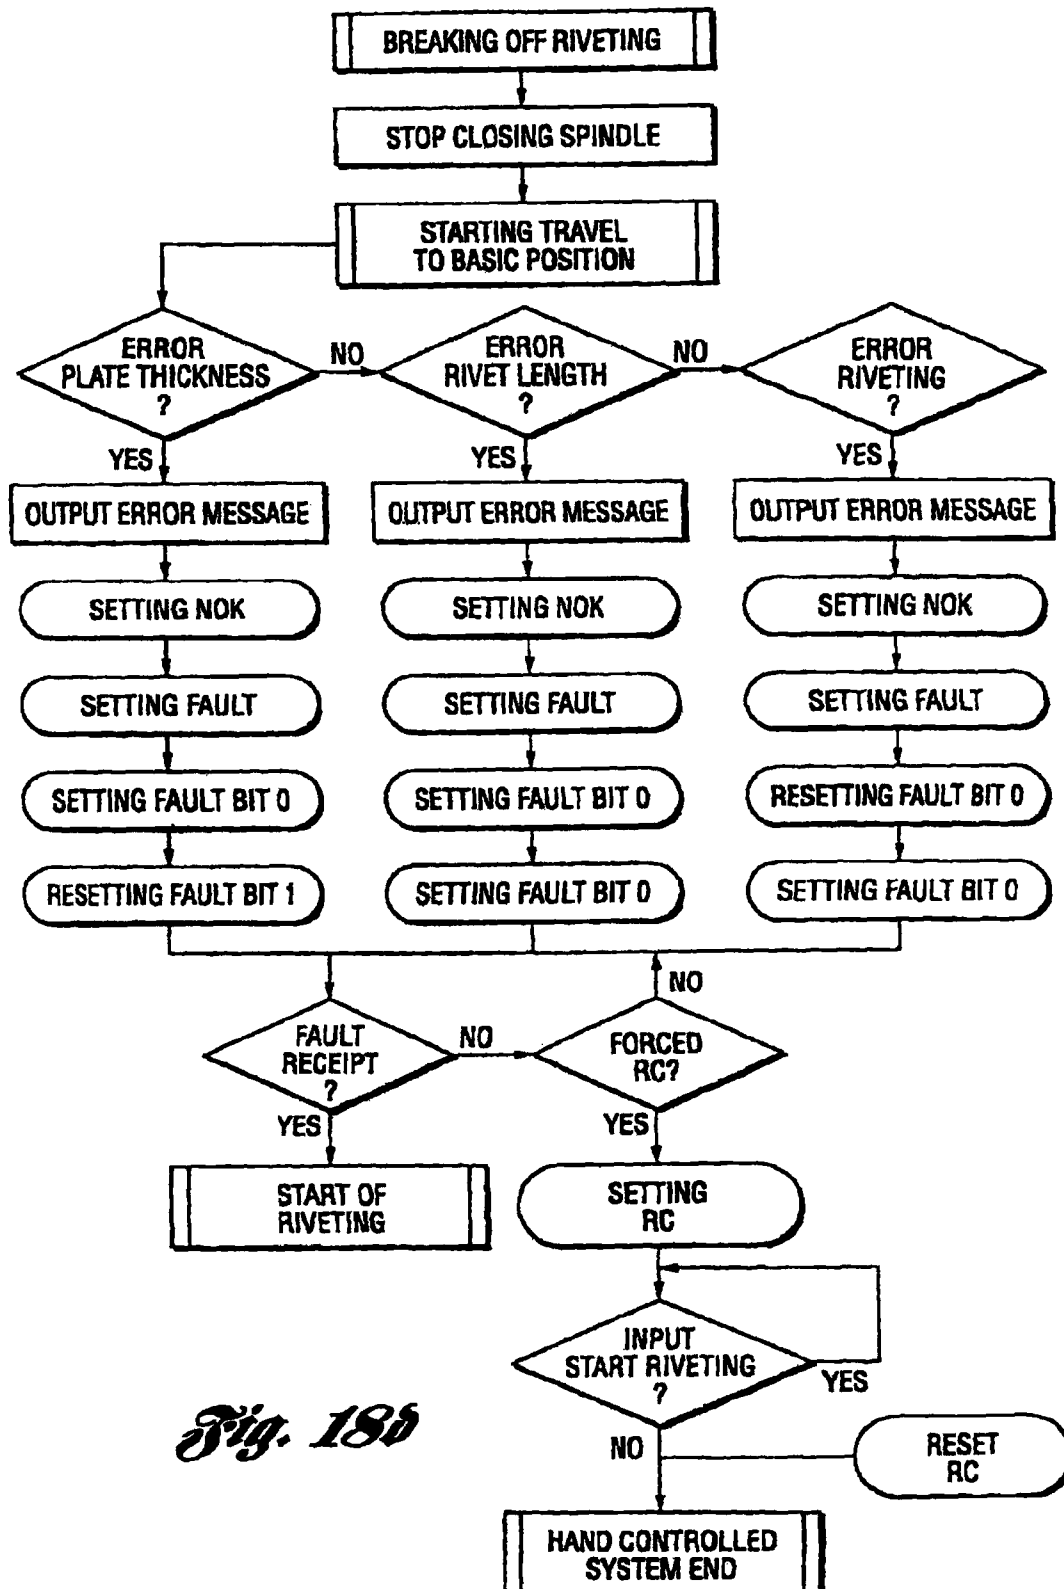 BREAKING OFF RIVETING
STOP CLOSING SPINDLE
STARTING TRAVEL
TO BASIC POSITION
ERROR
PLATE THICKNESS
?
NO
ERROR
RIVET LENGTH
?
NO
ERROR
RIVETING
?
YES
YES
YES
OUTPUT ERROR MESSAGE
OUTPUT ERROR MESSAGE
OUTPUT ERROR MESSAGE
SETTING NOK
SETTING NOK
SETTING NOK
SETTING FAULT
SETTING FAULT
SETTING FAULT
SETTING FAULT BIT 0
SETTING FAULT BIT 0
RESETTING FAULT BIT 0
RESETTING FAULT BIT 1
SETTING FAULT BIT 0
SETTING FAULT BIT 0
NO
FAULT
RECEIPT
?
NO
FORCED
RC?
YES
YES
START OF
RIVETING
SETTING
RC
INPUT
START RIVETING
?
YES
NO
RESET
RC
HAND CONTROLLED
SYSTEM END
Fig. 18b